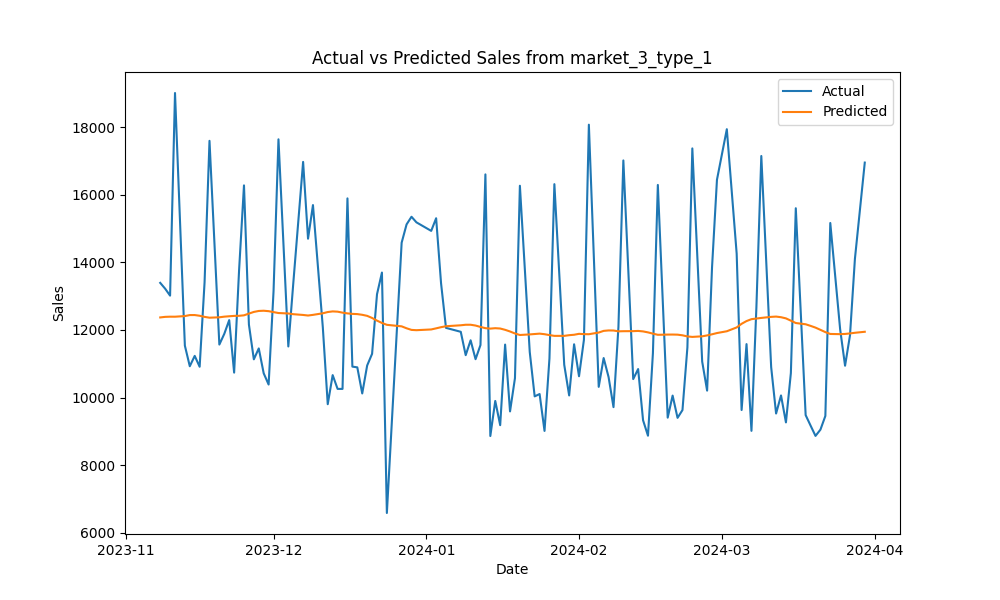 Actual vs Predicted Sales from market_3_type_1
Actual
Predicted
Sales
18000
16000
14000
12000
10000
8000
6000
2023-11
2023-12
2024-01
2024-02
2024-03
2024-04
Date